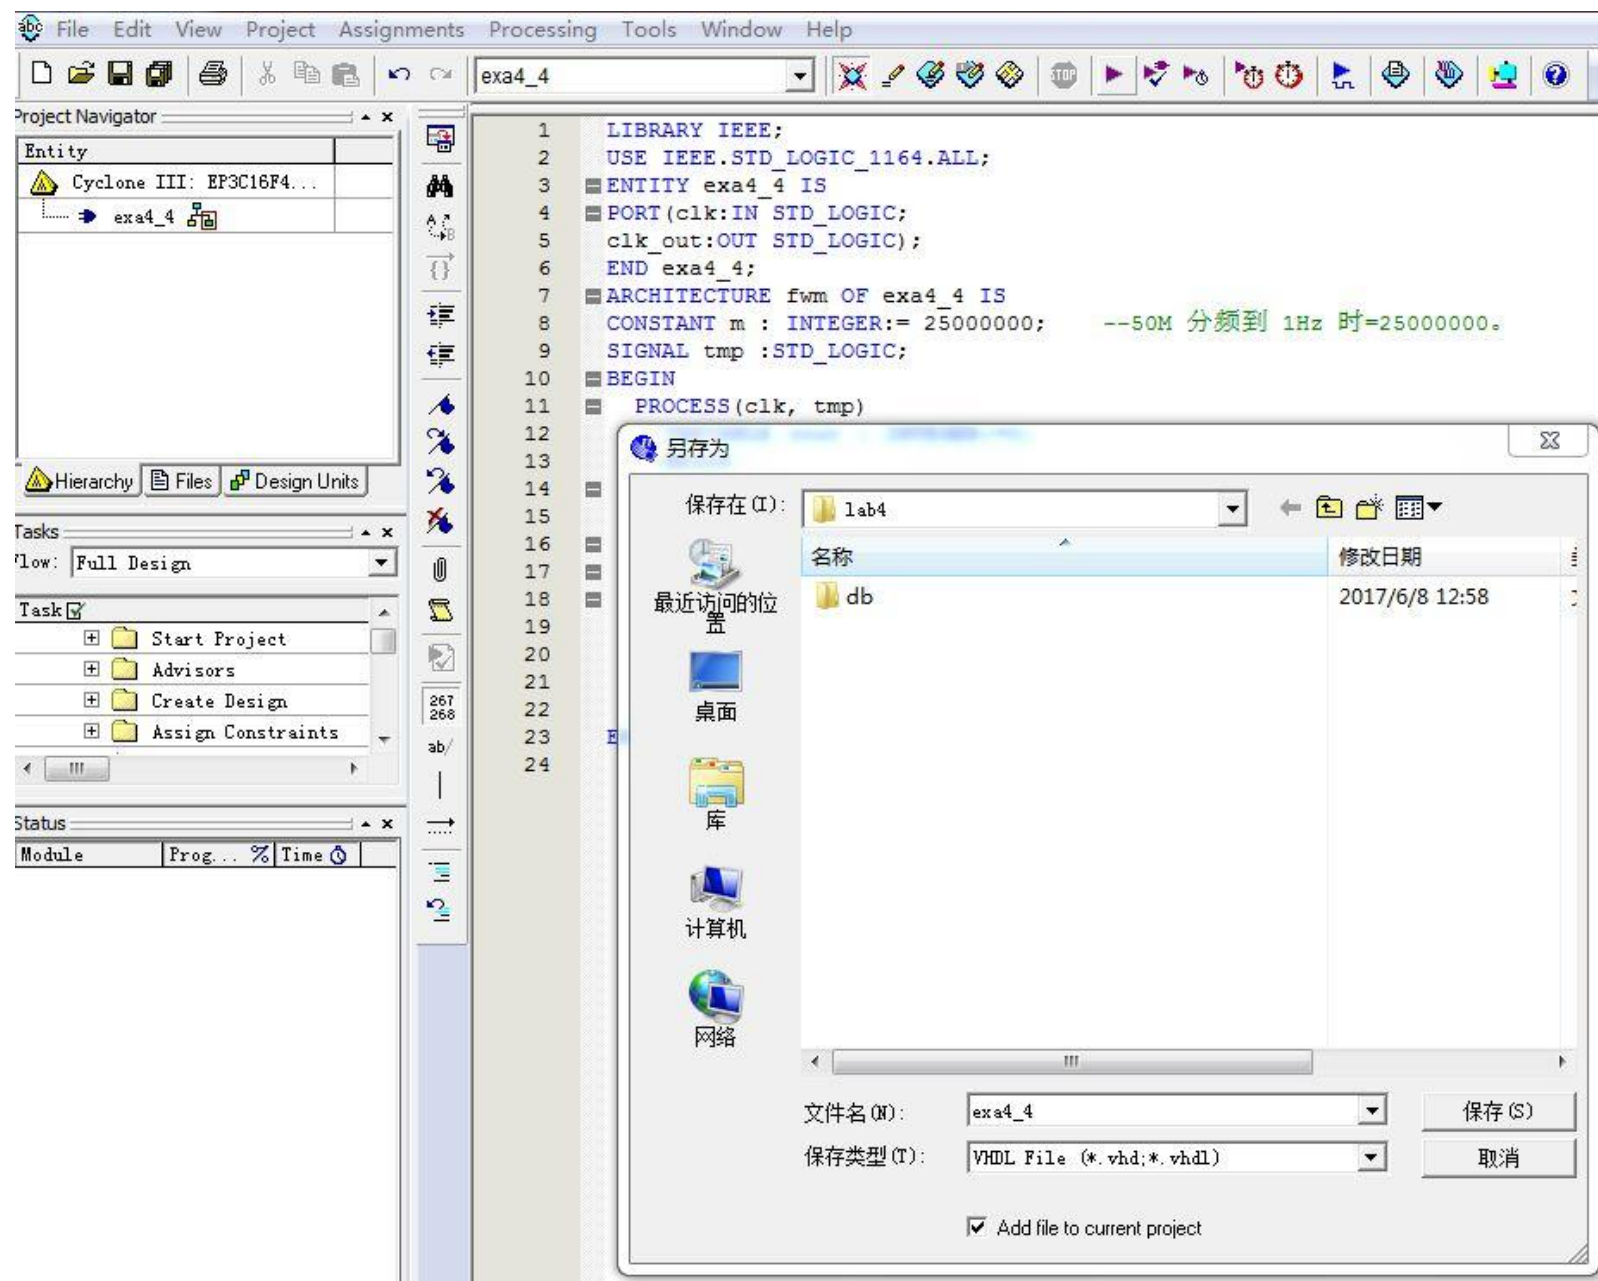 File Edit View Project Assignments Processing Tools Window Help
exa4_4
Project Navigator
Entity
Cyclone III: EP3C16F4...
exa4_4
Hierarchy Files Design Units
Tasks
Flow: Full Design
Task
Start Project
Advisors
Create Design
Assign Constraints
Status
Module Prog... % Time
267
268
ab/
1 LIBRARY IEEE;
2 USE IEEE.STD_LOGIC_1164.ALL;
3 ENTITY exa4_4 IS
4 PORT(clk:IN STD_LOGIC;
5 clk_out:OUT STD_LOGIC);
6 END exa4_4;
7 ARCHITECTURE fwm OF exa4_4 IS
8 CONSTANT m : INTEGER:= 25000000; --50M 分频到 1Hz 时=25000000。
9 SIGNAL tmp :STD_LOGIC;
10 BEGIN
11 PROCESS(clk, tmp)
12
13
14
15
16
17
18
19
20
21
22
23 E
24
另存为
保存在(I): lab4
名称 修改日期
db 2017/6/8 12:58
最近访问的位
置
桌面
库
计算机
网络
文件名(N): exa4_4 保存(S)
保存类型(T): VHDL File (*.vhd;*.vhdl) 取消
Add file to current project